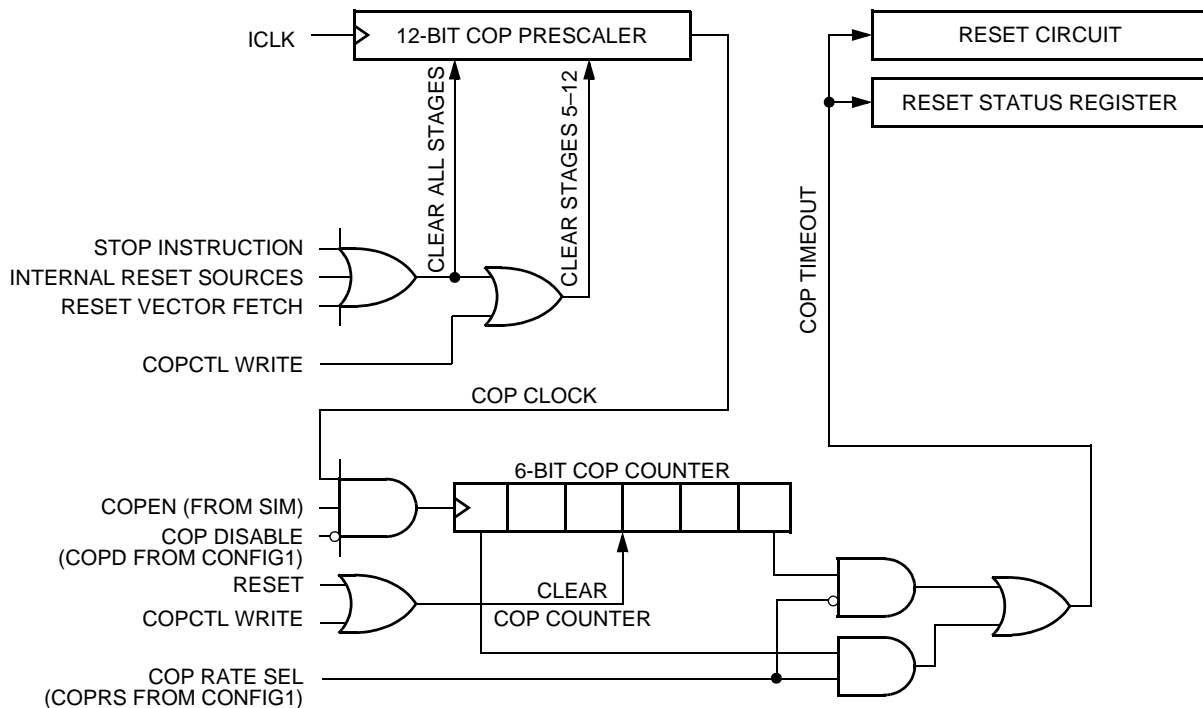 ICLK
12-BIT COP PRESCALER
RESET CIRCUIT
RESET STATUS REGISTER
CLEAR ALL STAGES
CLEAR STAGES 5–12
COP TIMEOUT
STOP INSTRUCTION
INTERNAL RESET SOURCES
RESET VECTOR FETCH
COPCTL WRITE
COP CLOCK
6-BIT COP COUNTER
COPEN (FROM SIM)
COP DISABLE
(COPD FROM CONFIG1)
RESET
COPCTL WRITE
CLEAR
COP COUNTER
COP RATE SEL
(COPRS FROM CONFIG1)